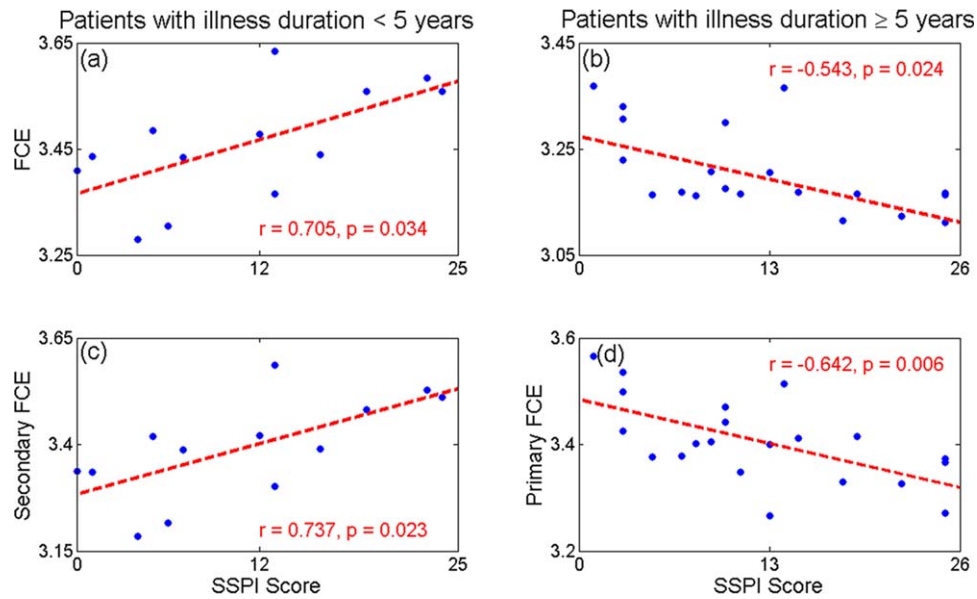 Patients with illness duration < 5 years
Patients with illness duration ≥ 5 years
(a)
3.65
3.45
3.25
FCE
r = 0.705, p = 0.034
0
12
25
(b)
3.45
3.25
3.05
r = -0.543, p = 0.024
0
13
26
(c)
3.65
3.4
3.15
Secondary FCE
r = 0.737, p = 0.023
0
12
25
SSPI Score
(d)
3.6
3.4
3.2
Primary FCE
r = -0.642, p = 0.006
0
13
26
SSPI Score